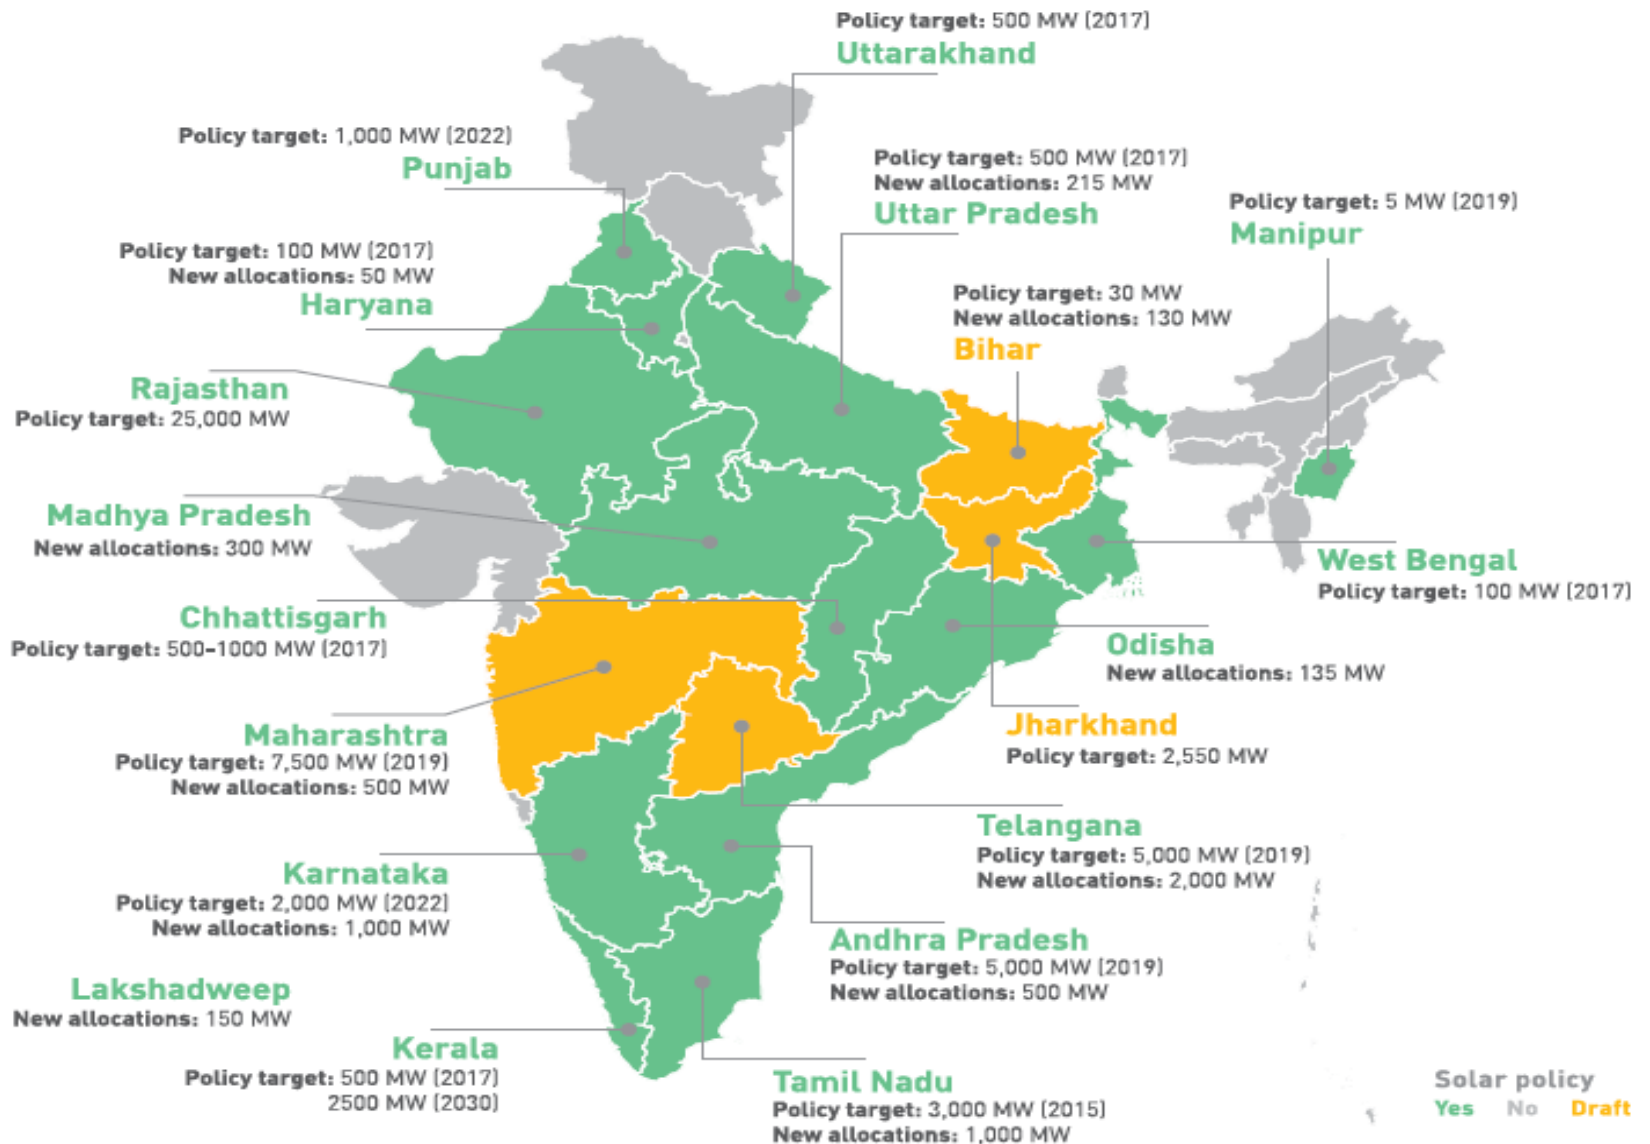 Policy target: 500 MW (2017)
Uttarakhand
Policy target: 1,000 MW (2022)
Punjab
Policy target: 500 MW (2017)
New allocations: 215 MW
Uttar Pradesh
Policy target: 5 MW (2019)
Manipur
Policy target: 100 MW (2017)
New allocations: 50 MW
Haryana
Policy target: 30 MW
New allocations: 130 MW
Bihar
Rajasthan
Policy target: 25,000 MW
Madhya Pradesh
New allocations: 300 MW
West Bengal
Policy target: 100 MW (2017)
Chhattisgarh
Policy target: 500-1000 MW (2017)
Odisha
New allocations: 135 MW
Jharkhand
Policy target: 2,550 MW
Maharashtra
Policy target: 7,500 MW (2019)
New allocations: 500 MW
Telangana
Policy target: 5,000 MW (2019)
New allocations: 2,000 MW
Karnataka
Policy target: 2,000 MW (2022)
New allocations: 1,000 MW
Andhra Pradesh
Policy target: 5,000 MW (2019)
New allocations: 500 MW
Lakshadweep
New allocations: 150 MW
Kerala
Policy target: 500 MW (2017)
2500 MW (2030)
Tamil Nadu
Policy target: 3,000 MW (2015)
New allocations: 1,000 MW
Solar policy
Yes No Draft